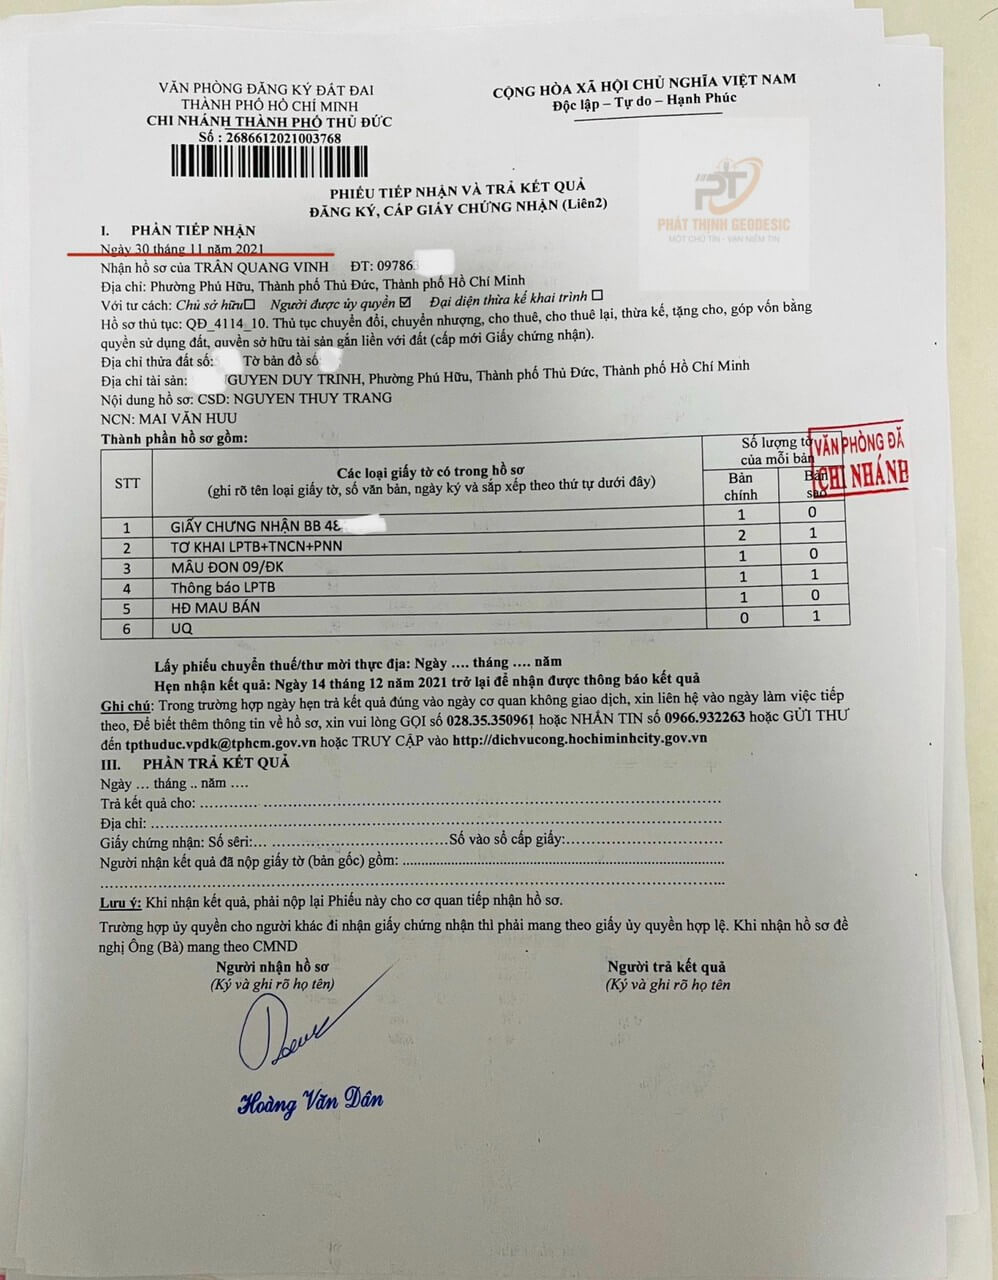 VĂN PHÒNG ĐĂNG KÝ ĐẤT ĐAI
THÀNH PHỐ HỒ CHÍ MINH
CHI NHÁNH THÀNH PHỐ THỦ ĐỨC
Số : 2686612021003768
CỘNG HÒA XÃ HỘI CHỦ NGHĨA VIỆT NAM
Độc lập – Tự do – Hạnh Phúc
PT
PHÁT THỊNH GEODESIC
MỘT CHỮ TÍN - VẠN NIỀM TIN
PHIẾU TIẾP NHẬN VÀ TRẢ KẾT QUẢ
ĐĂNG KÝ, CẤP GIẤY CHỨNG NHẬN (Liên2)
I. PHẦN TIẾP NHẬN
Ngày 30 tháng 11 năm 2021
Nhận hồ sơ của TRẦN QUANG VINH ĐT: 09786
Địa chỉ: Phường Phú Hữu, Thành phố Thủ Đức, Thành phố Hồ Chí Minh
Với tư cách: Chủ sở hữu☐ Người được ủy quyền ☑ Đại diện thừa kế khai trình ☐
Hồ sơ thủ tục: QĐ_4114_10. Thủ tục chuyển đổi, chuyển nhượng, cho thuê, cho thuê lại, thừa kế, tặng cho, góp vốn bằng
quyền sử dụng đất, quyền sở hữu tài sản gắn liền với đất (cấp mới Giấy chứng nhận).
Địa chỉ thửa đất số: Tờ bản đồ số
Địa chỉ tài sản: GUYEN DUY TRINH, Phường Phú Hữu, Thành phố Thủ Đức, Thành phố Hồ Chí Minh
Nội dung hồ sơ: CSD: NGUYEN THUY TRANG
NCN: MAI VĂN HUU
Thành phần hồ sơ gồm:
STT Các loại giấy tờ có trong hồ sơ Số lượng tờ của mỗi bản
(ghi rõ tên loại giấy tờ, số văn bản, ngày ký và sắp xếp theo thứ tự dưới đây) Bản chính Bản sao
VĂN PHÒNG ĐĂ
CHI NHÁNH
1 GIẤY CHƯNG NHẬN BB 48 1 0
2 TƠ KHAI LPTB+TNCN+PNN 2 1
3 MẪU ĐON 09/ĐK 1 0
4 Thông báo LPTB 1 1
5 HĐ MAU BÁN 1 0
6 UQ 0 1
Lấy phiếu chuyển thuế/thư mời thực địa: Ngày .... tháng .... năm
Hẹn nhận kết quả: Ngày 14 tháng 12 năm 2021 trở lại để nhận được thông báo kết quả
Ghi chú: Trong trường hợp ngày hẹn trả kết quả đúng vào ngày cơ quan không giao dịch, xin liên hệ vào ngày làm việc tiếp
theo, Để biết thêm thông tin về hồ sơ, xin vui lòng GỌI số 028.35.350961 hoặc NHẮN TIN số 0966.932263 hoặc GỬI THƯ
đến tpthuduc.vpdk@tphcm.gov.vn hoặc TRUY CẬP vào http://dichvucong.hochiminhcity.gov.vn
III. PHẦN TRẢ KẾT QUẢ
Ngày ... tháng .. năm ....
Trả kết quả cho: ..............................
Địa chỉ: ..............................
Giấy chứng nhận: Số sêri:... ..............................Số vào sổ cấp giấy:..............................
Người nhận kết quả đã nộp giấy tờ (bản gốc) gồm: ..............................
..............................
Lưu ý: Khi nhận kết quả, phải nộp lại Phiếu này cho cơ quan tiếp nhận hồ sơ.
Trường hợp ủy quyền cho người khác đi nhận giấy chứng nhận thì phải mang theo giấy ủy quyền hợp lệ. Khi nhận hồ sơ đề
nghị Ông (Bà) mang theo CMND
Người nhận hồ sơ Người trả kết quả
(Ký và ghi rõ họ tên) (Ký và ghi rõ họ tên
Hoàng Văn Dân